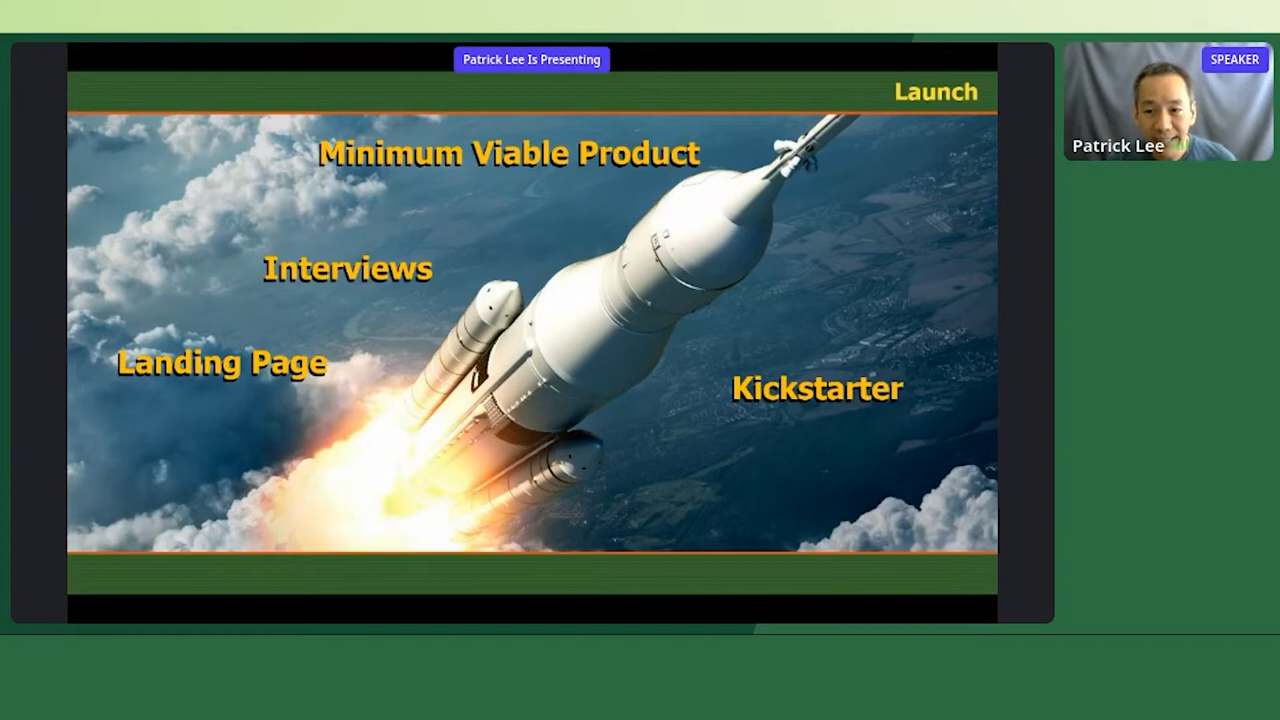 Patrick Lee Is Presenting
SPEAKER
Launch
Patrick Lee
Minimum Viable Product
Interviews
Landing Page
Kickstarter